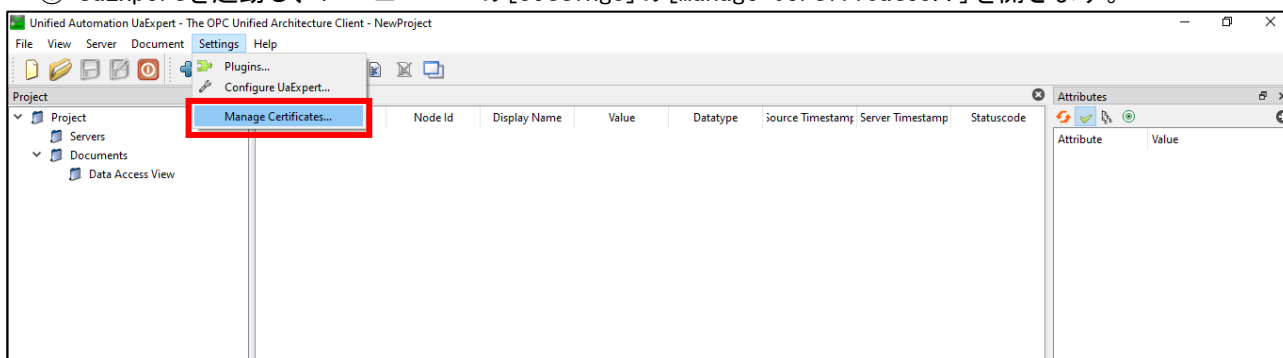 Unified Automation UaExpert - The OPC Unified Architecture Client - NewProject
File View Server Document Settings Help
Plugins...
Configure UaExpert...
Manage Certificates...
Project
Project
Servers
Documents
Data Access View
Node Id Display Name Value Datatype Source Timestamp Server Timestamp Statuscode
Attributes
Attribute Value